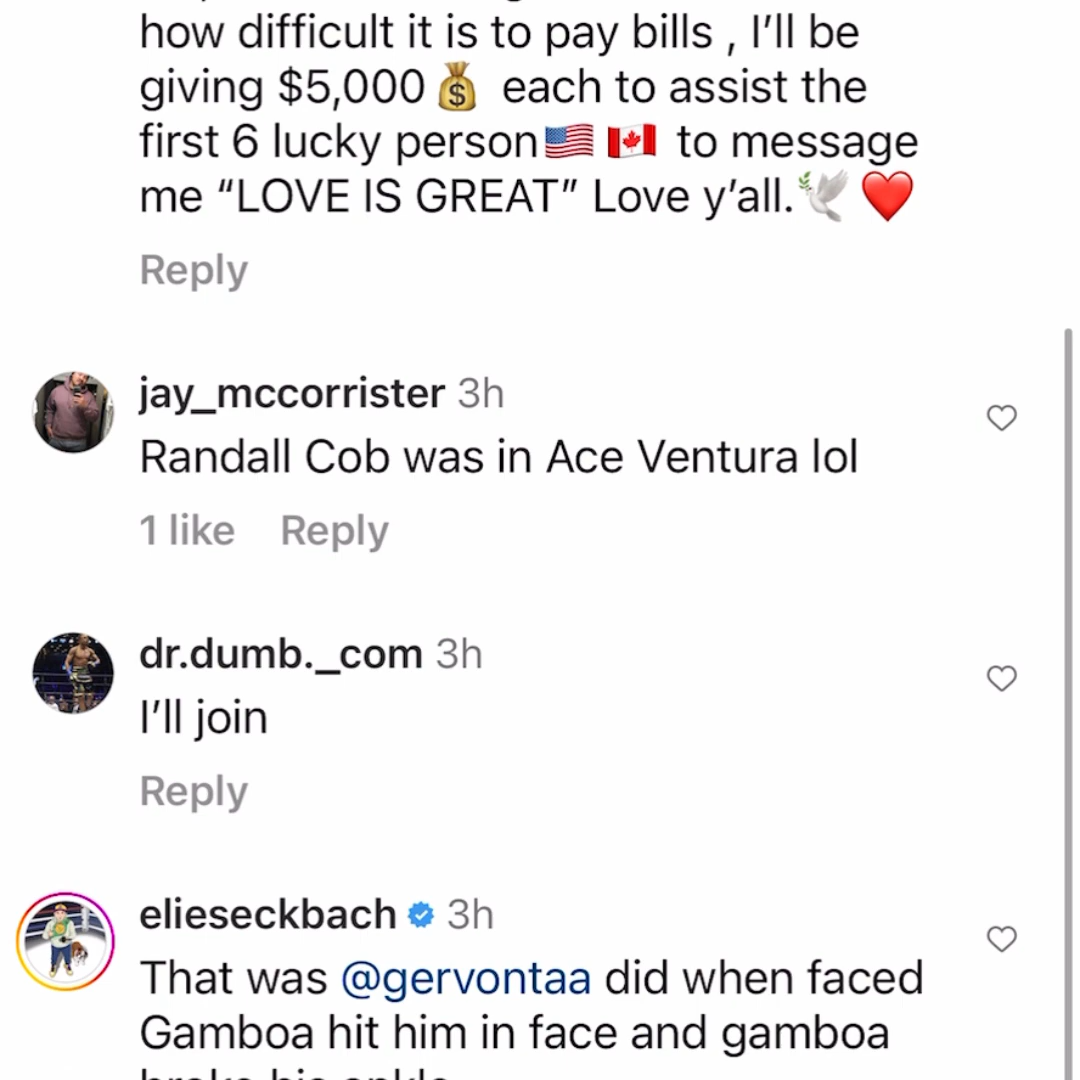 how difficult it is to pay bills , I’ll be
giving $5,000💰 each to assist the
first 6 lucky person🇺🇸 🇨🇦 to message
me “LOVE IS GREAT” Love y’all.🕊️ ❤️
Reply
jay_mccorrister 3h
Randall Cob was in Ace Ventura lol
1 like Reply
dr.dumb._com 3h
I’ll join
Reply
elieseckbach 3h
That was @gervontaa did when faced
Gamboa hit him in face and gamboa
broke his ankle